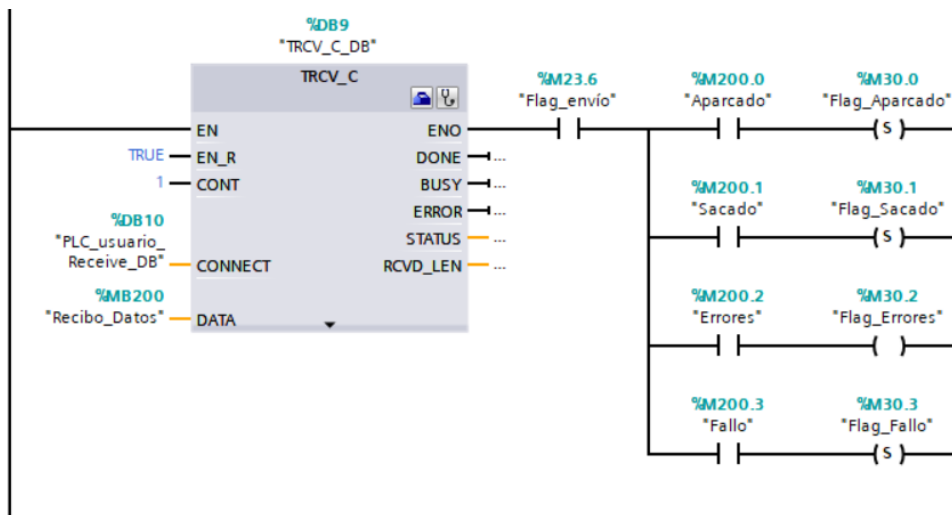 %DB9
"TRCV_C_DB"
TRCV_C
EN
ENO
TRUE
EN_R
DONE
...
1
CONT
BUSY
...
ERROR
...
%DB10
"PLC_usuario_
Receive_DB"
CONNECT
STATUS
...
RCVD_LEN
...
%MB200
"Recibo_Datos"
DATA
%M23.6
"Flag_envío"
%M200.0
"Aparcado"
%M30.0
"Flag_Aparcado"
S
%M200.1
"Sacado"
%M30.1
"Flag_Sacado"
S
%M200.2
"Errores"
%M30.2
"Flag_Errores"
%M200.3
"Fallo"
%M30.3
"Flag_Fallo"
S